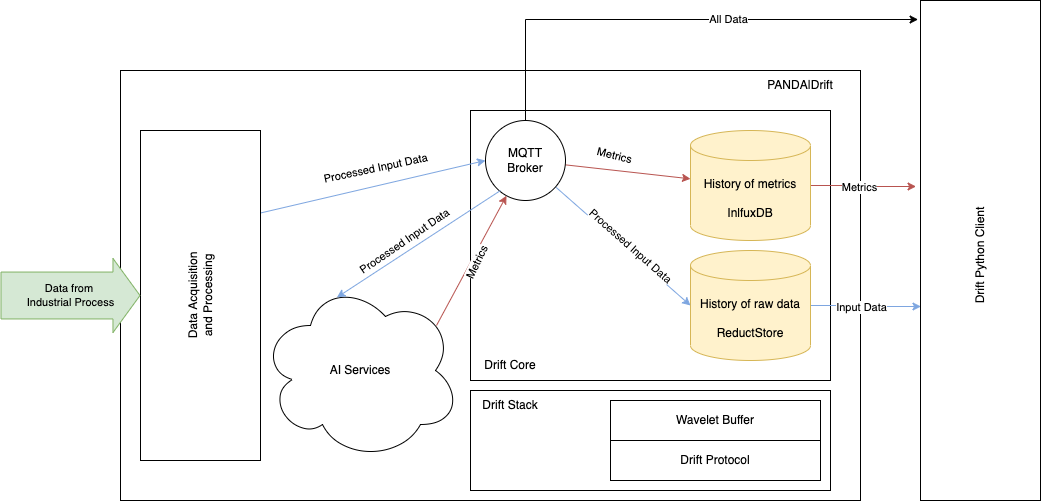 All Data
PANDA|Drift
MQTT
Broker
Processed Input Data
Metrics
History of metrics
InlfuxDB
Metrics
Processed Input Data
Metrics
Processed Input Data
Data Acquisition
and Processing
Data from
Industrial Process
History of raw data
ReductStore
Input Data
Drift Python Client
AI Services
Drift Core
Drift Stack
Wavelet Buffer
Drift Protocol